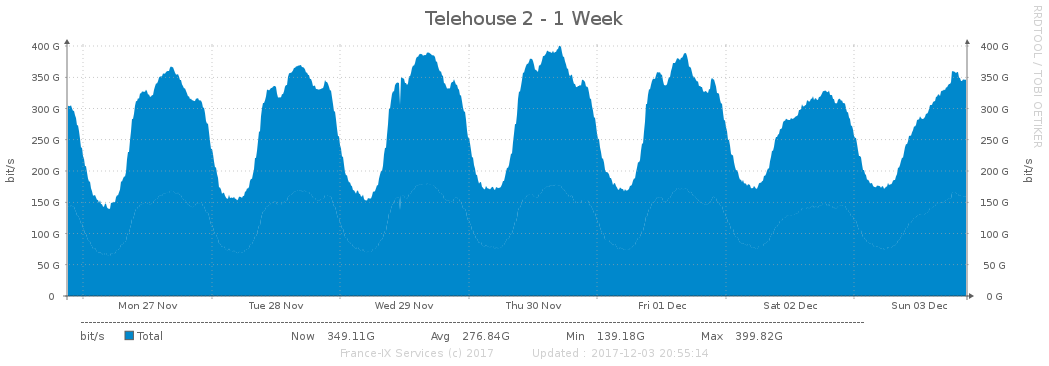 Telehouse 2 - 1 Week
RRDTOOL / TOBI OETIKER
400 G 400 G
350 G 350 G
300 G 300 G
250 G 250 G
200 G 200 G
150 G 150 G
100 G 100 G
50 G 50 G
0 0 G
bit/s bit/s
Mon 27 Nov Tue 28 Nov Wed 29 Nov Thu 30 Nov Fri 01 Dec Sat 02 Dec Sun 03 Dec
bit/s Total Now 349.11G Avg 276.84G Min 139.18G Max 399.82G
France-IX Services (c) 2017 Updated : 2017-12-03 20:55:14